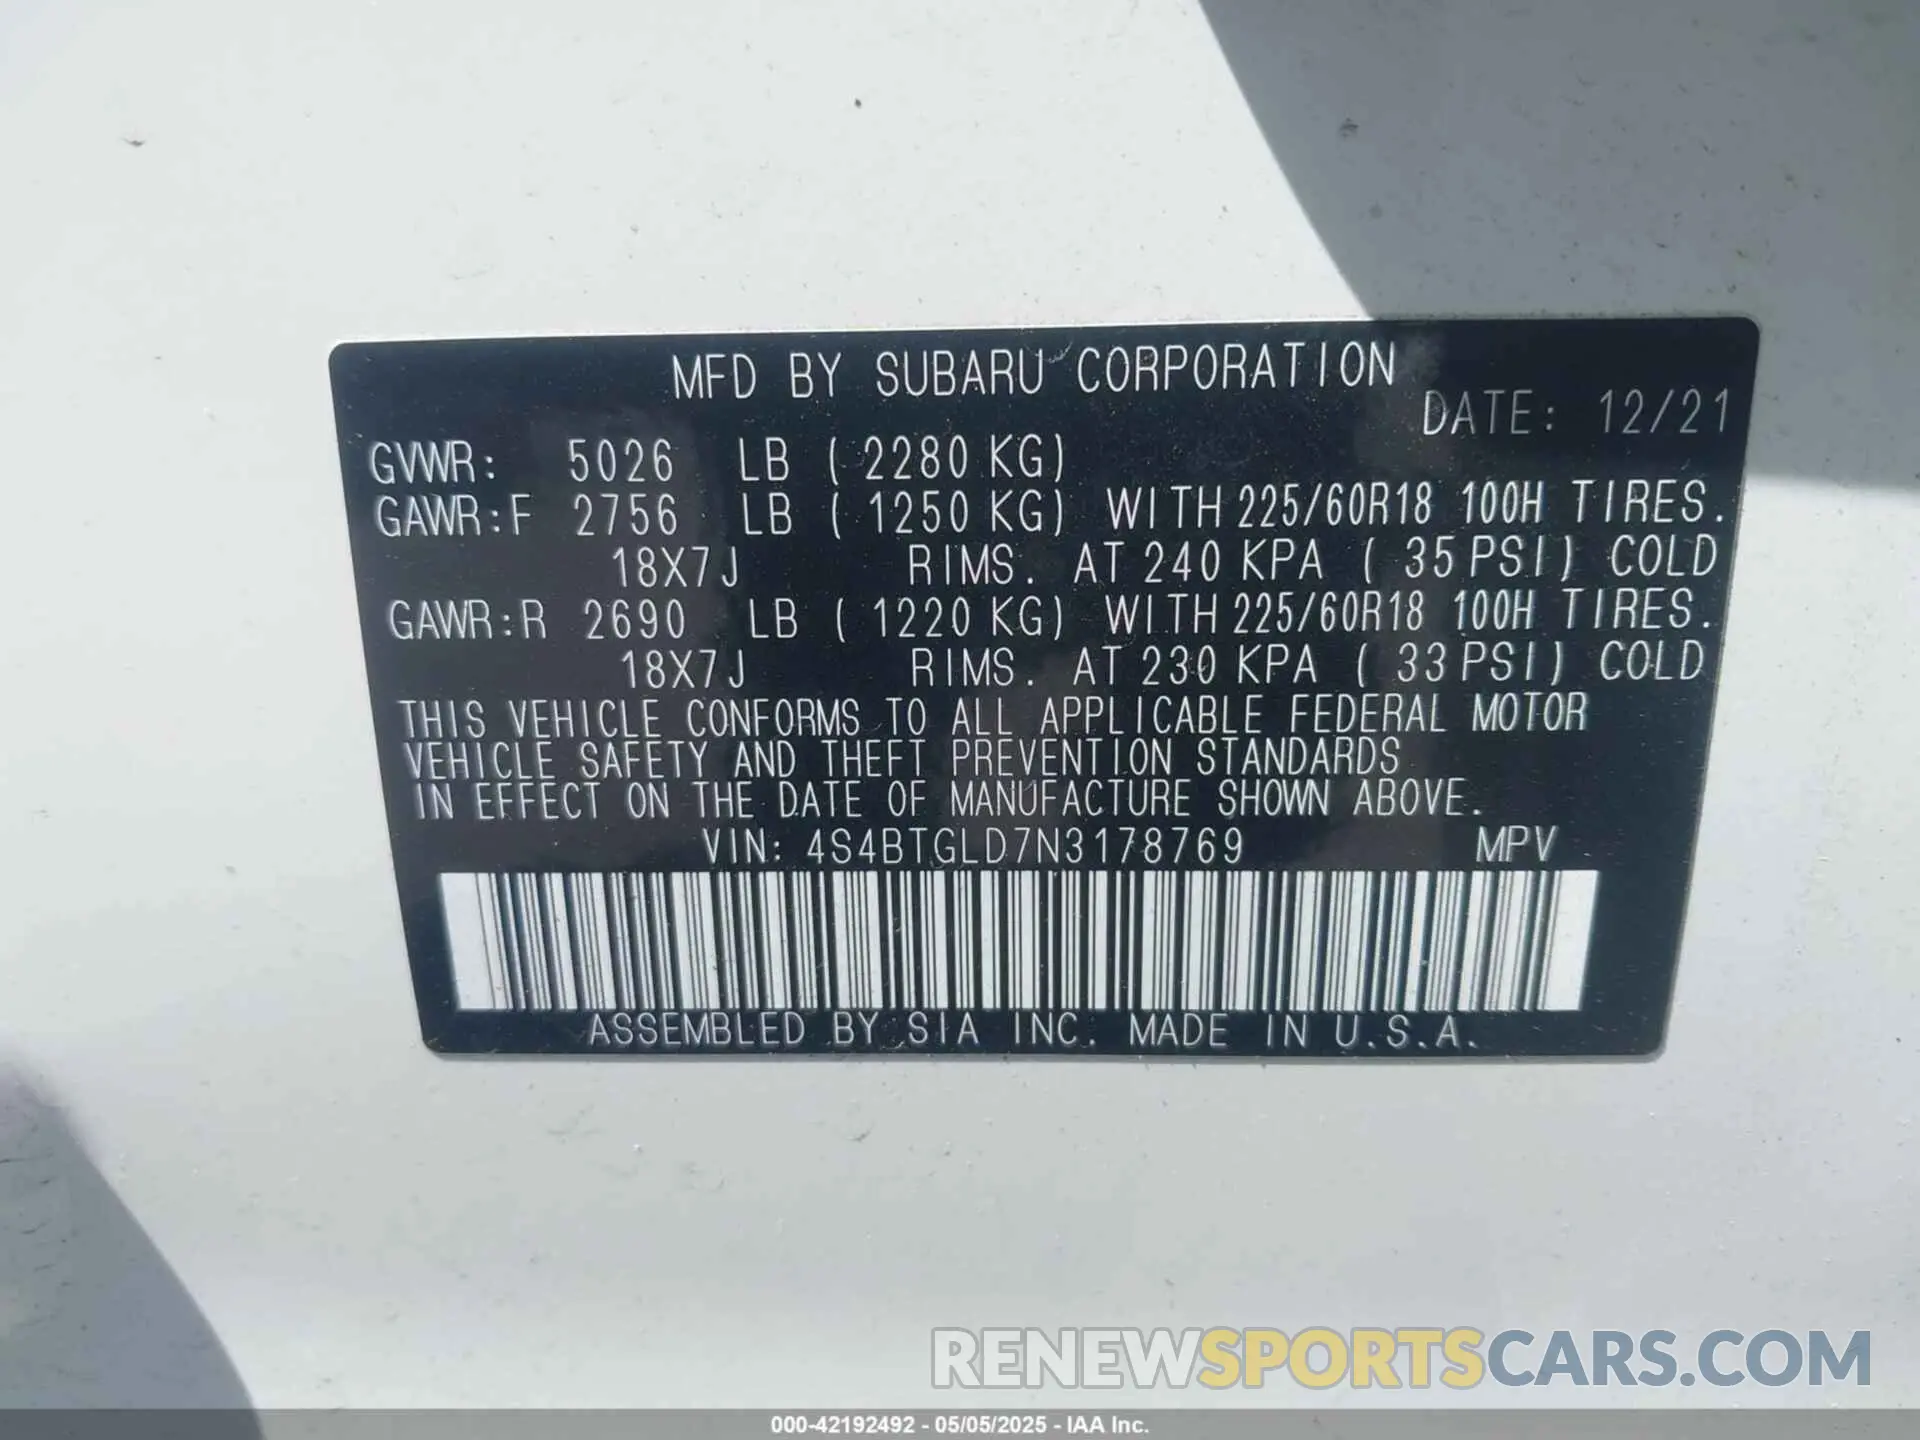 MFD BY SUBARU CORPORATION
DATE: 12/21
GVWR: 5026 LB ( 2280 KG)
GAWR:F 2756 LB ( 1250 KG) WITH 225/60R18 100H TIRES.
18X7J RIMS. AT 240 KPA ( 35 PSI) COLD
GAWR:R 2690 LB ( 1220 KG) WITH 225/60R18 100H TIRES.
18X7J RIMS. AT 230 KPA ( 33 PSI) COLD
THIS VEHICLE CONFORMS TO ALL APPLICABLE FEDERAL MOTOR
VEHICLE SAFETY AND THEFT PREVENTION STANDARDS
IN EFFECT ON THE DATE OF MANUFACTURE SHOWN ABOVE.
VIN: 4S4BTGLD7N3178769 MPV
ASSEMBLED BY SIA INC. MADE IN U.S.A.
RENEWSPORTSCARS.COM
000-42192492 - 05/05/2025 - IAA Inc.